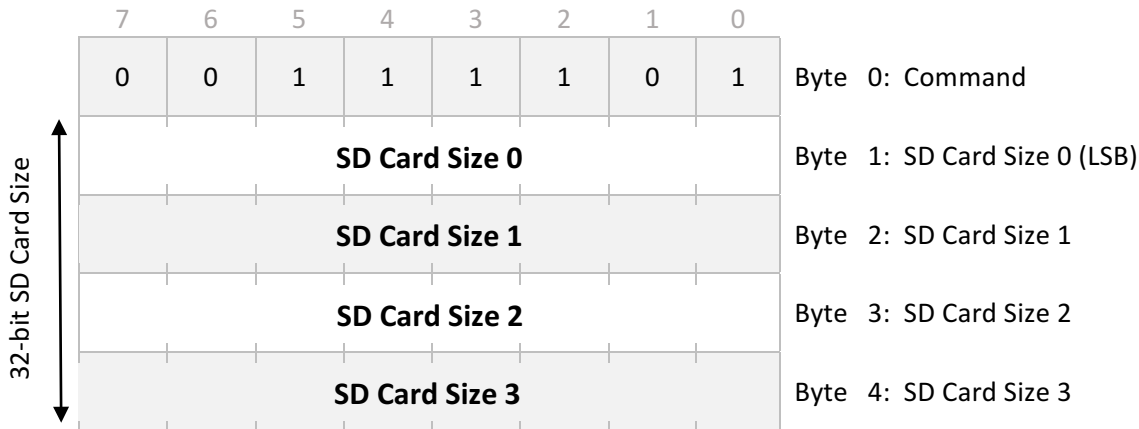 7 6 5 4 3 2 1 0
0 0 1 1 1 1 0 1 Byte 0: Command
SD Card Size 0 Byte 1: SD Card Size 0 (LSB)
SD Card Size 1 Byte 2: SD Card Size 1
SD Card Size 2 Byte 3: SD Card Size 2
SD Card Size 3 Byte 4: SD Card Size 3
32-bit SD Card Size